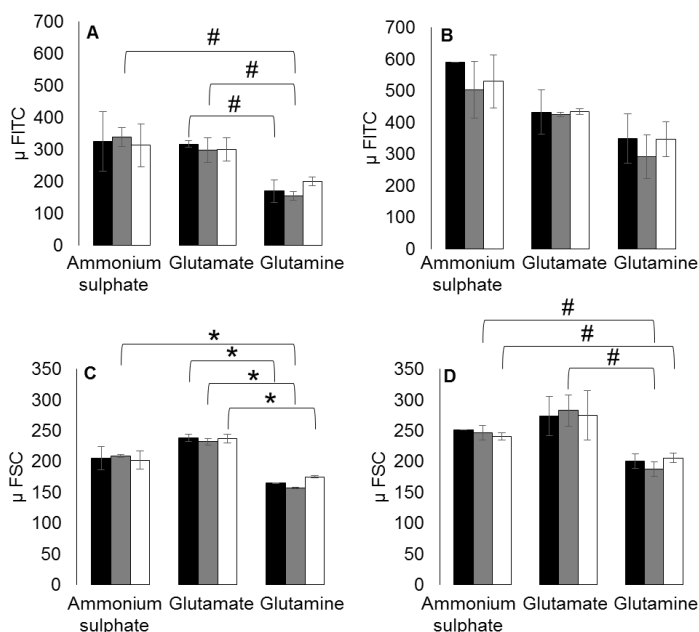 A
μ FITC
700
600
500
400
300
200
100
0
#
#
#
Ammonium sulphate
Glutamate
Glutamine
B
μ FITC
700
600
500
400
300
200
100
0
Ammonium sulphate
Glutamate
Glutamine
C
μ FSC
350
300
250
200
150
100
50
0
*
*
*
*
Ammonium sulphate
Glutamate
Glutamine
D
μ FSC
350
300
250
200
150
100
50
0
#
#
#
Ammonium sulphate
Glutamate
Glutamine